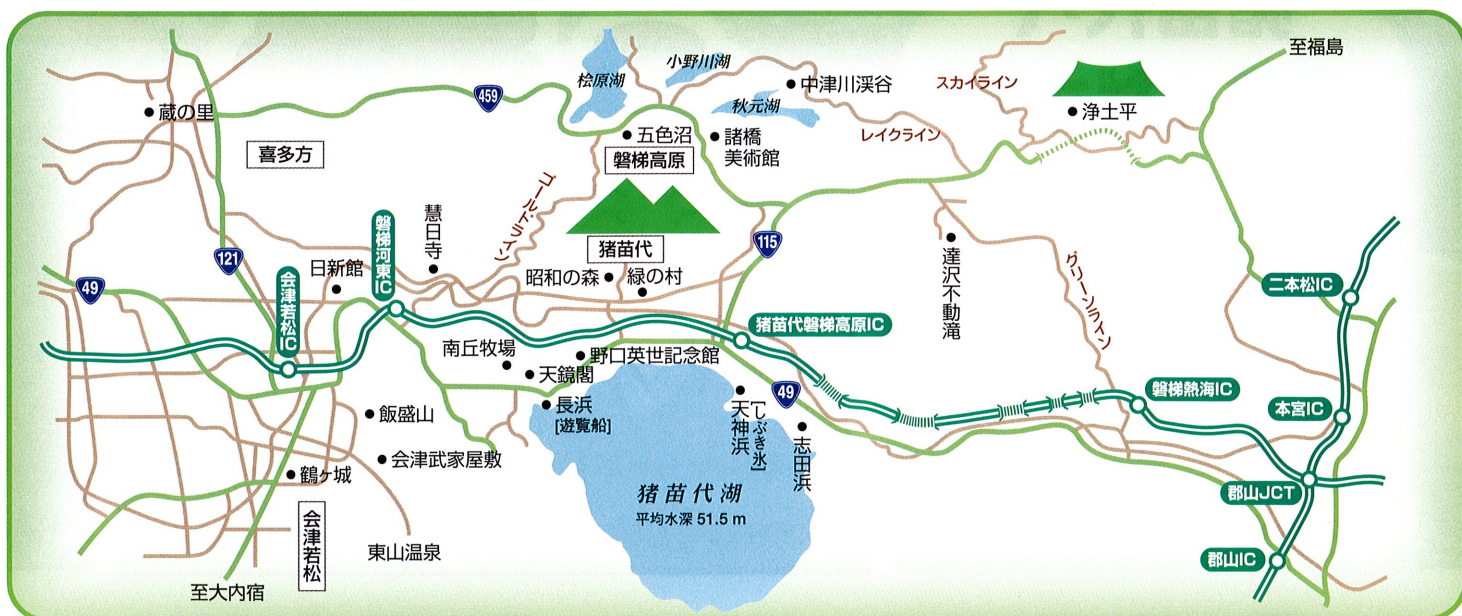 至福島
桧原湖
小野川湖
中津川渓谷
スカイライン
浄土平
蔵の里
459
秋元湖
レイクライン
五色沼
諸橋
美術館
喜多方
磐梯高原
ゴールドライン
慧日寺
磐梯河東IC
猪苗代
115
達沢不動滝
グリーンライン
121
日新館
昭和の森
緑の村
49
会津若松IC
二本松IC
猪苗代磐梯高原IC
南丘牧場
野口英世記念館
天鏡閣
49
磐梯熱海IC
長浜
[遊覧船]
天神浜
[しぶき氷]
志田浜
本宮IC
飯盛山
会津武家屋敷
鶴ヶ城
猪苗代湖
平均水深 51.5 m
郡山JCT
会津若松
東山温泉
郡山IC
至大内宿